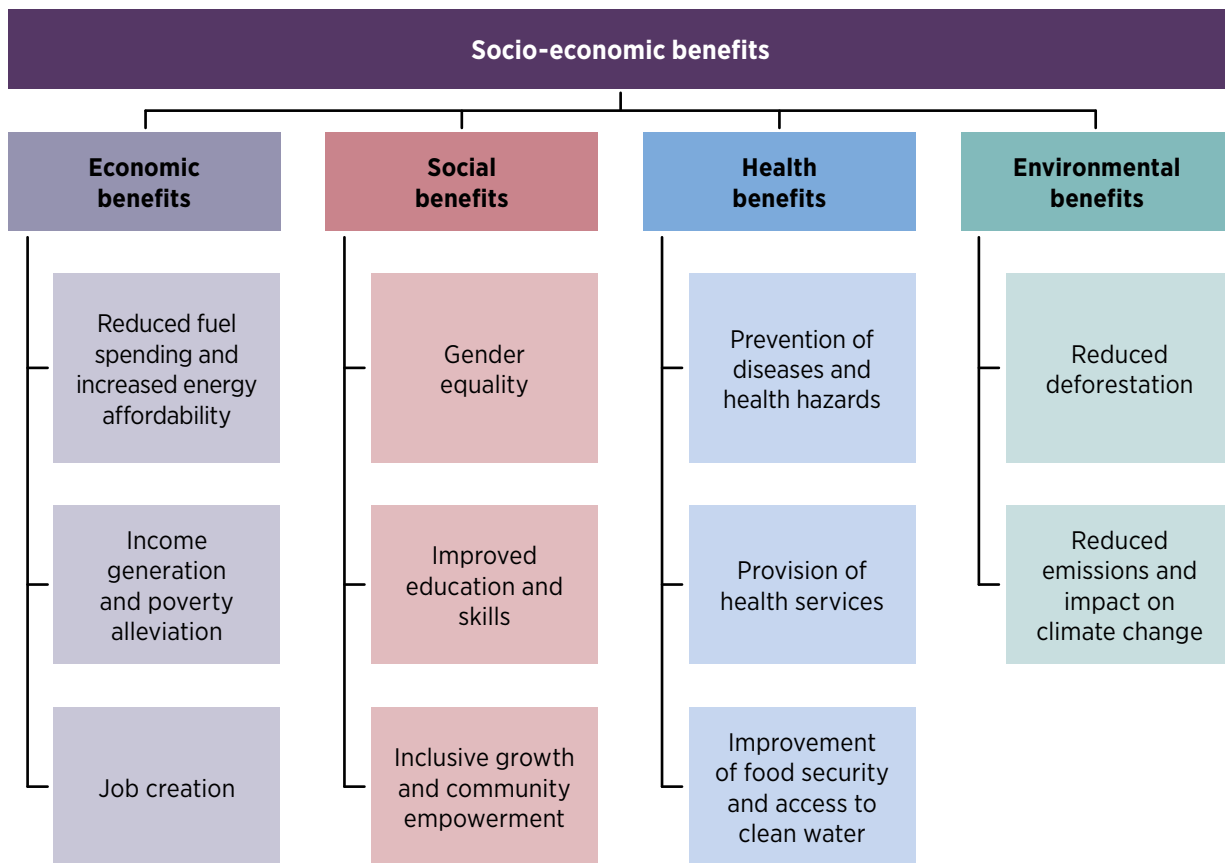 Socio-economic benefits
Economic
benefits
Social
benefits
Health
benefits
Environmental
benefits
Reduced fuel
spending and
increased energy
affordability
Gender
equality
Prevention of
diseases and
health hazards
Reduced
deforestation
Income
generation
and poverty
alleviation
Improved
education and
skills
Provision of
health services
Reduced
emissions and
impact on
climate change
Job creation
Inclusive growth
and community
empowerment
Improvement
of food security
and access to
clean water